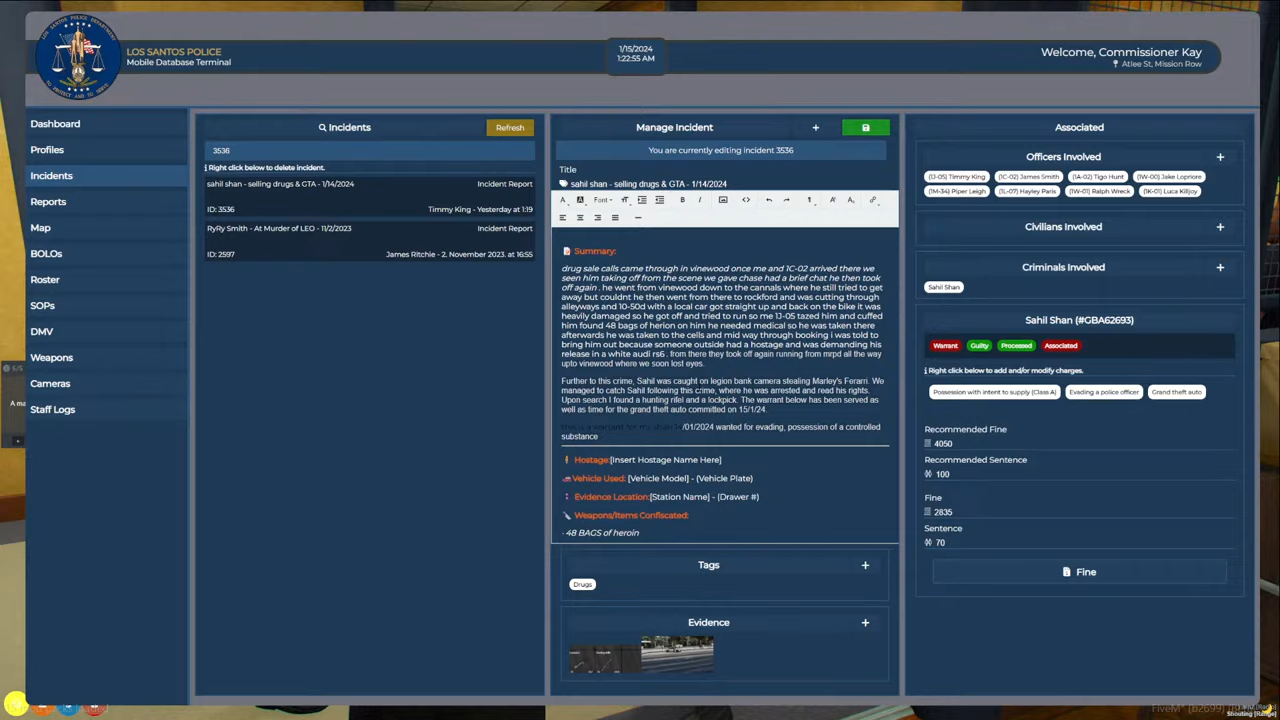 LOS SANTOS POLICE
Mobile Database Terminal
1/15/2024
1:22:55 AM
Welcome, Commissioner Kay
Atlee St, Mission Row
Dashboard
Profiles
Incidents
Reports
Map
BOLOs
Roster
SOPs
DMV
Weapons
Cameras
Staff Logs
Incidents
Refresh
3536
Right click below to delete incident.
sahil shan - selling drugs & GTA - 1/14/2024 Incident Report
ID: 3536 Timmy King - Yesterday at 1:19
RyRy Smith - At Murder of LEO - 11/2/2023 Incident Report
ID: 2597 James Ritchie - 2. November 2023. at 16:55
Manage Incident
You are currently editing incident 3536
Title
sahil shan - selling drugs & GTA - 1/14/2024
Font
Summary:
drug sale calls came through in vinewood once me and 1C-02 arrived there we
seen him taking off from the scene we gave chase had a brief chat he then took
off again . he went from vinewood down to the cannals where he still tried to get
away but couldnt he then went from there to rockford and was cutting through
alleyways and 10-50d with a local car got straight up and back on the bike it was
heavily damaged so he got off and tried to run so me 1J-05 tazed him and cuffed
him found 48 bags of herion on him he needed medical so he was taken there
afterwards he was taken to the cells and mid way through booking i was told to
bring him out because someone outside had a hostage and was demanding his
release in a white audi rs6 . from there they took off again running from mrpd all the way
upto vinewood where we soon lost eyes.
Further to this crime, Sahil was caught on legion bank camera stealing Marley's Ferarri. We
managed to catch Sahil following this crime, where he was arrested and read his rights.
Upon search I found a hunting rifel and a lockpick. The warrant below has been served as
well as time for the grand theft auto committed on 15/1/24.
this is a warrant for mr shan 14/01/2024 wanted for evading, possession of a controlled
substance
Hostage:[Insert Hostage Name Here]
Vehicle Used: [Vehicle Model] - (Vehicle Plate)
Evidence Location:[Station Name] - (Drawer #)
Weapons/Items Confiscated:
· 48 BAGS of heroin
Tags
Drugs
Evidence
Associated
Officers Involved
(1J-05) Timmy King (1C-02) James Smith (1A-02) Tigo Hunt (1W-00) Jake Lopriore
(1M-34) Piper Leigh (1L-07) Hayley Paris (1W-01) Ralph Wreck (1K-01) Luca Killjoy
Civilians Involved
Criminals Involved
Sahil Shan
Sahil Shan (#GBA62693)
Warrant Guilty Processed Associated
Right click below to add and/or modify charges.
Possession with intent to supply (Class A) Evading a police officer Grand theft auto
Recommended Fine
4050
Recommended Sentence
100
Fine
2835
Sentence
70
Fine
Shouting [Range]